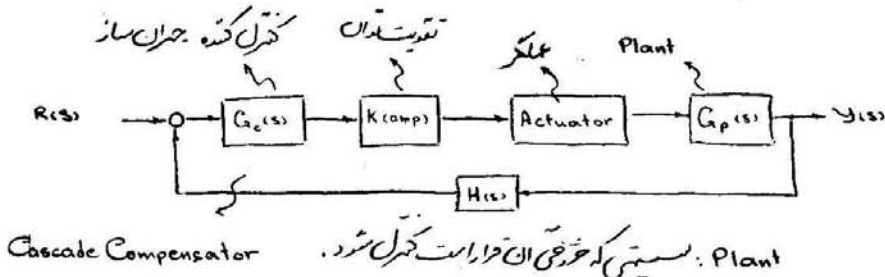 کنترل کننده جبران ساز
تقویت توان
عملگر
Plant
R(s)
Gc(s)
K(amp)
Actuator
Gp(s)
Y(s)
H(s)
Cascade Compensator
Plant : سیستمی که خروجی آن قرار است کنترل شود .